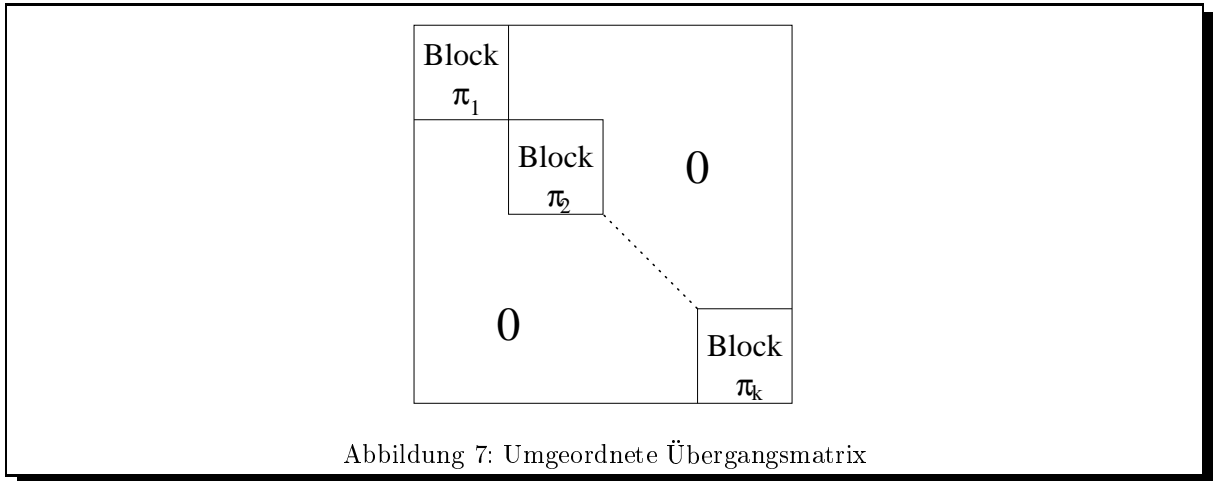 Block
π1
Block
π2
0
0
Block
πk
Abbildung 7: Umgeordnete Übergangsmatrix